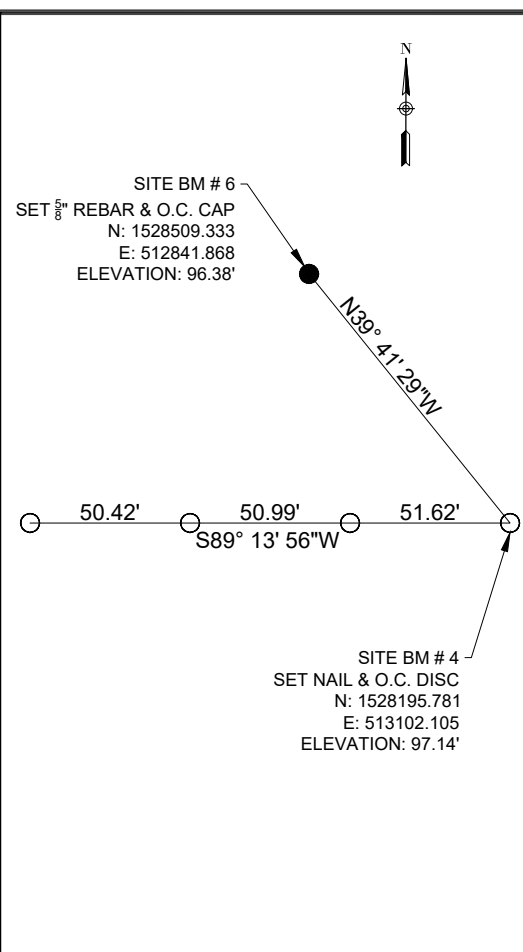 N
SITE BM # 6
SET 5/8" REBAR & O.C. CAP
N: 1528509.333
E: 512841.868
ELEVATION: 96.38'
N39° 41' 29"W
50.42'
50.99'
51.62'
S89° 13' 56"W
SITE BM # 4
SET NAIL & O.C. DISC
N: 1528195.781
E: 513102.105
ELEVATION: 97.14'